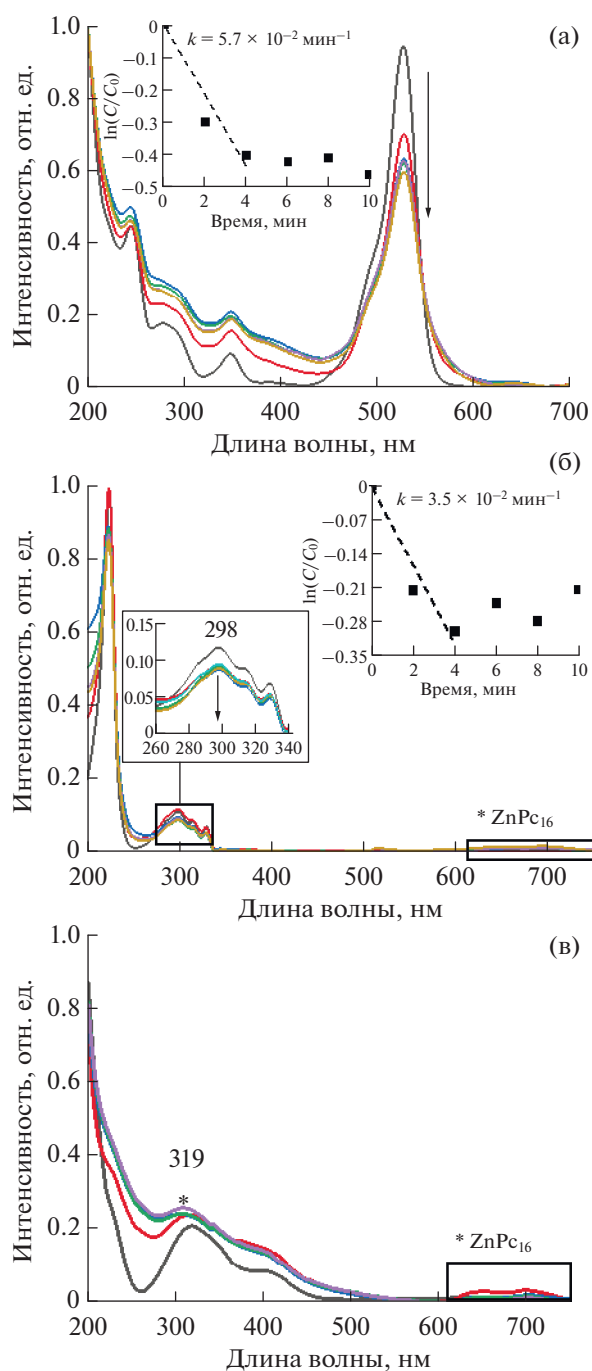 (а)
k = 5.7 × 10⁻² мин⁻¹
0
−0.1
−0.2
−0.3
−0.4
−0.5
ln(C/C₀)
0 2 4 6 8 10
Время, мин
1.0
0.8
0.6
0.4
0.2
0
Интенсивность, отн. ед.
200 300 400 500 600 700
Длина волны, нм
(б)
k = 3.5 × 10⁻² мин⁻¹
0
−0.07
−0.14
−0.21
−0.28
−0.35
ln(C/C₀)
0 2 4 6 8 10
Время, мин
298
0.15
0.10
0.05
0.00
260 280 300 320 340
1.0
0.8
0.6
0.4
0.2
0
Интенсивность, отн. ед.
* ZnPc₁₆
200 300 400 500 600 700
Длина волны, нм
(в)
1.0
0.8
0.6
0.4
0.2
0
Интенсивность, отн. ед.
319
*
* ZnPc₁₆
200 300 400 500 600 700
Длина волны, нм